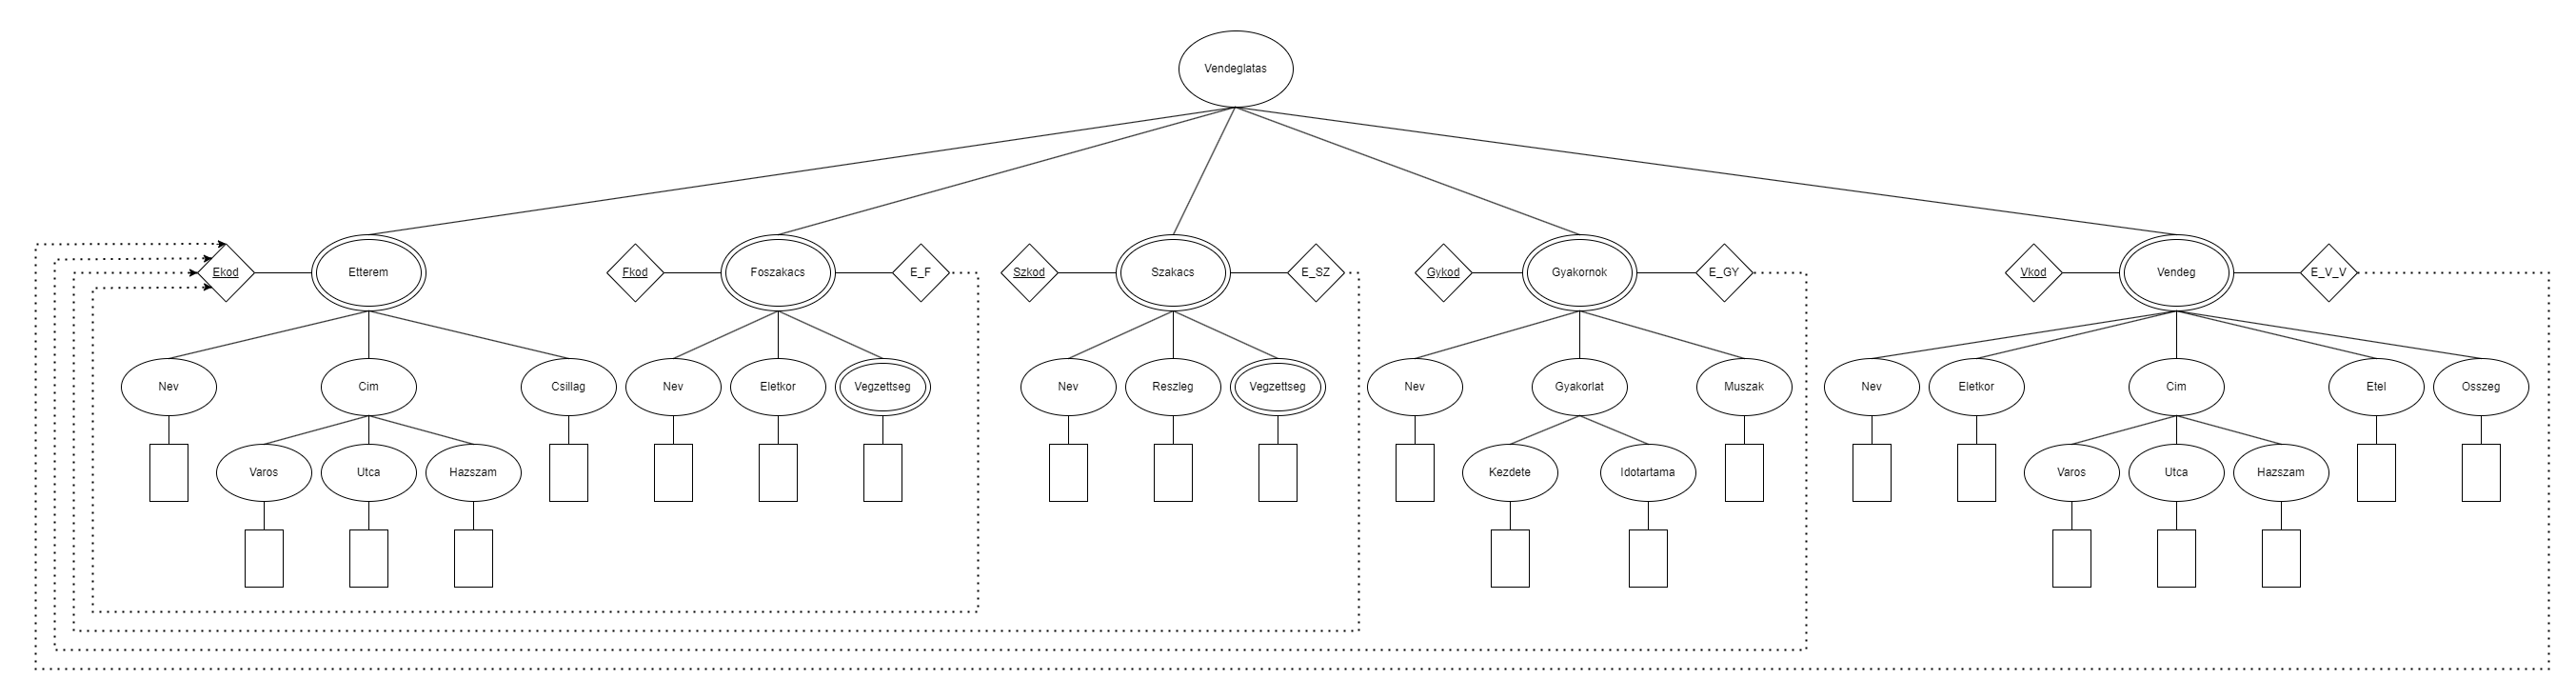 Vendeglatas
Ekod
Etterem
Fkod
Foszakacs
E_F
Szkod
Szakacs
E_SZ
Gykod
Gyakornok
E_GY
Vkod
Vendeg
E_V_V
Nev
Cim
Csillag
Nev
Eletkor
Vegzettseg
Nev
Reszleg
Vegzettseg
Nev
Gyakorlat
Muszak
Nev
Eletkor
Cim
Etel
Osszeg
Varos
Utca
Hazszam
Kezdete
Idotartama
Varos
Utca
Hazszam